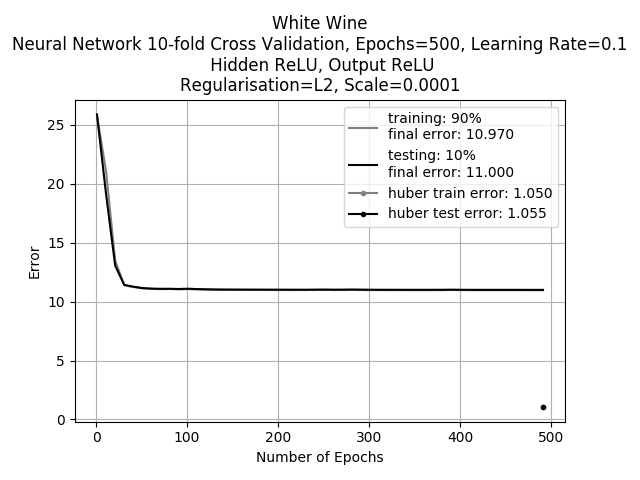 White Wine
Neural Network 10-fold Cross Validation, Epochs=500, Learning Rate=0.1
Hidden ReLU, Output ReLU
Regularisation=L2, Scale=0.0001
training: 90%
final error: 10.970
testing: 10%
final error: 11.000
huber train error: 1.050
huber test error: 1.055
Error
25
20
15
10
5
0
0 100 200 300 400 500
Number of Epochs